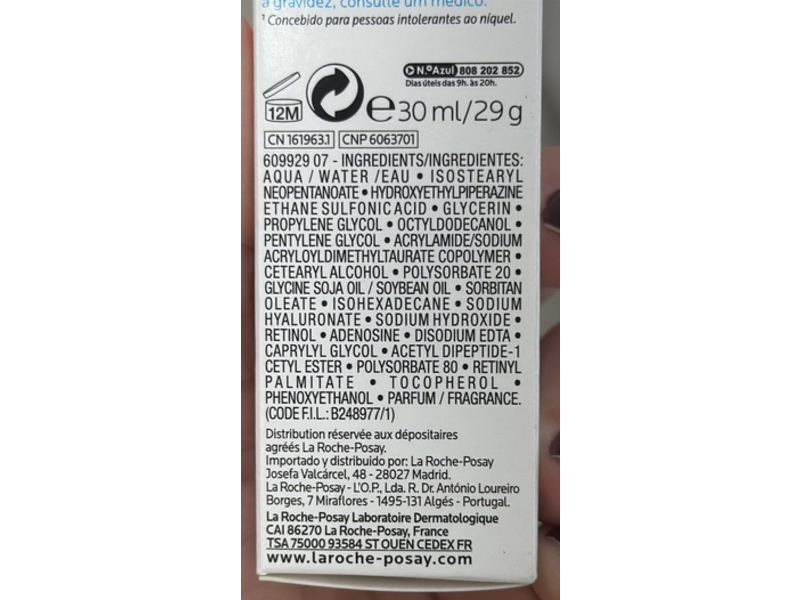 a gravidez, consulte um médico.
¹ Concebido para pessoas intolerantes ao níquel.
N.ºAzul 808 202 852
Dias úteis das 9h. às 20h.
12M
e 30 ml/29 g
CN 161963.1 CNP 6063701
609929 07 - INGREDIENTS/INGREDIENTES:
AQUA / WATER /EAU • ISOSTEARYL
NEOPENTANOATE • HYDROXYETHYLPIPERAZINE
ETHANE SULFONIC ACID • GLYCERIN •
PROPYLENE GLYCOL • OCTYLDODECANOL •
PENTYLENE GLYCOL • ACRYLAMIDE/SODIUM
ACRYLOYLDIMETHYLTAURATE COPOLYMER •
CETEARYL ALCOHOL • POLYSORBATE 20 •
GLYCINE SOJA OIL / SOYBEAN OIL • SORBITAN
OLEATE • ISOHEXADECANE • SODIUM
HYALURONATE • SODIUM HYDROXIDE •
RETINOL • ADENOSINE • DISODIUM EDTA •
CAPRYLYL GLYCOL • ACETYL DIPEPTIDE-1
CETYL ESTER • POLYSORBATE 80 • RETINYL
PALMITATE • TOCOPHEROL •
PHENOXYETHANOL • PARFUM / FRAGRANCE.
(CODE F.I.L.: B248977/1)
Distribution réservée aux dépositaires
agréés La Roche-Posay.
Importado y distribuido por: La Roche-Posay
Josefa Valcárcel, 48 - 28027 Madrid.
La Roche-Posay - L'O.P., Lda. R. Dr. António Loureiro
Borges, 7 Miraflores - 1495-131 Algés - Portugal.
La Roche-Posay Laboratoire Dermatologique
CAI 86270 La Roche-Posay, France
TSA 75000 93584 ST OUEN CEDEX FR
www.laroche-posay.com